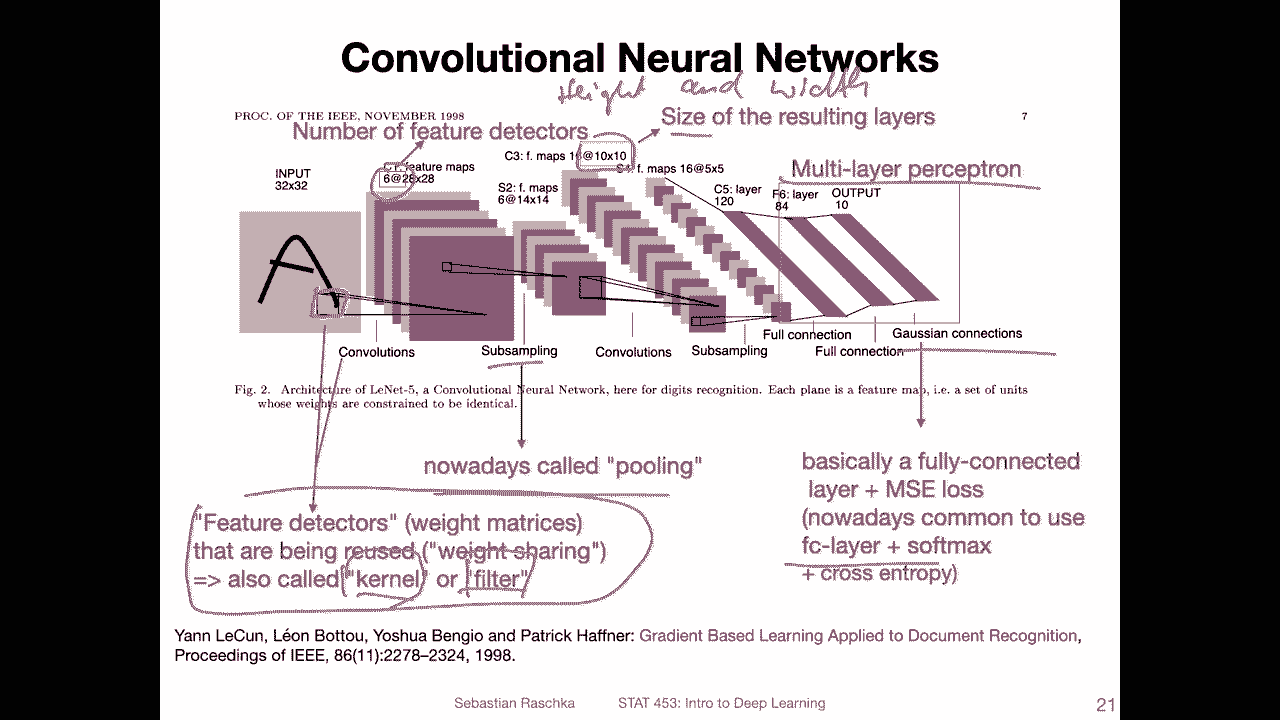 Convolutional Neural Networks
Height and width
PROC. OF THE IEEE, NOVEMBER 1998
7
Number of feature detectors
Size of the resulting layers
Multi-layer perceptron
INPUT
32x32
feature maps
6@28x28
S2: f. maps
6@14x14
C3: f. maps 16@10x10
f. maps 16@5x5
C5: layer
120
F6: layer
84
OUTPUT
10
Convolutions
Subsampling
Convolutions
Subsampling
Full connection
Full connection
Gaussian connections
Fig. 2. Architecture of LeNet-5, a Convolutional Neural Network, here for digits recognition. Each plane is a feature map, i.e. a set of units
whose weights are constrained to be identical.
nowadays called "pooling"
"Feature detectors" (weight matrices)
that are being reused ("weight sharing")
=> also called "kernel" or "filter"
basically a fully-connected
layer + MSE loss
(nowadays common to use
fc-layer + softmax
+ cross entropy)
Yann LeCun, Léon Bottou, Yoshua Bengio and Patrick Haffner: Gradient Based Learning Applied to Document Recognition,
Proceedings of IEEE, 86(11):2278–2324, 1998.
Sebastian Raschka
STAT 453: Intro to Deep Learning
21